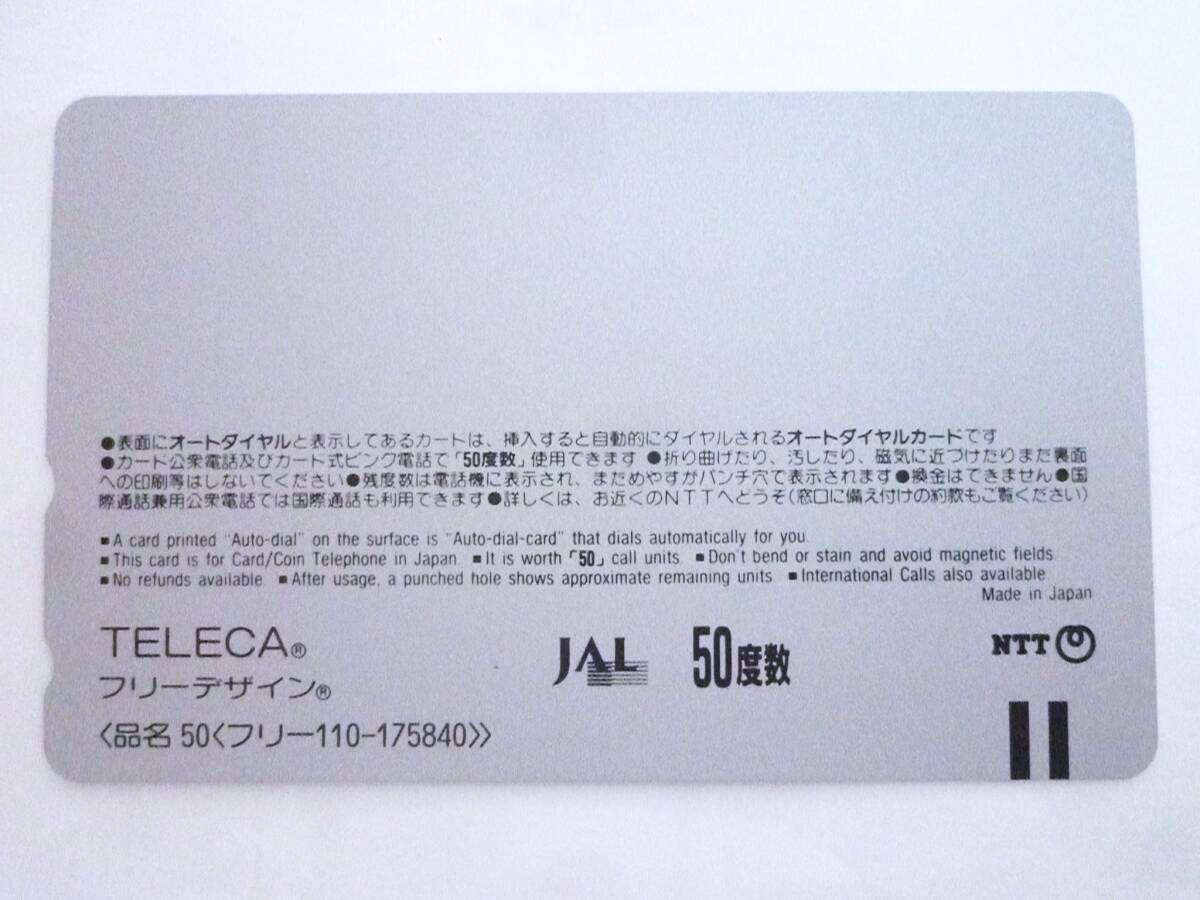 ●表面にオートダイヤルと表示してあるカードは、挿入すると自動的にダイヤルされるオートダイヤルカードです
●カード公衆電話及びカード式ピンク電話で「50度数」使用できます ●折り曲げたり、汚したり、磁気に近づけたりまた裏面
への印刷等はしないでください●残度数は電話機に表示され、まためやすがパンチ穴で表示されます●換金はできません●国
際通話兼用公衆電話では国際通話も利用できます●詳しくは、お近くのNTTへどうぞ(窓口に備え付けの約款もご覧ください)
■A card printed "Auto-dial" on the surface is "Auto-dial-card" that dials automatically for you.
■This card is for Card/Coin Telephone in Japan. ■It is worth「50」call units. ■Don't bend or stain and avoid magnetic fields.
■No refunds available. ■After usage, a punched hole shows approximate remaining units. ■International Calls also available.
Made in Japan
TELECA®
フリーデザイン®
JAL
50度数
NTT
〈品名 50〈フリー110-175840〉〉